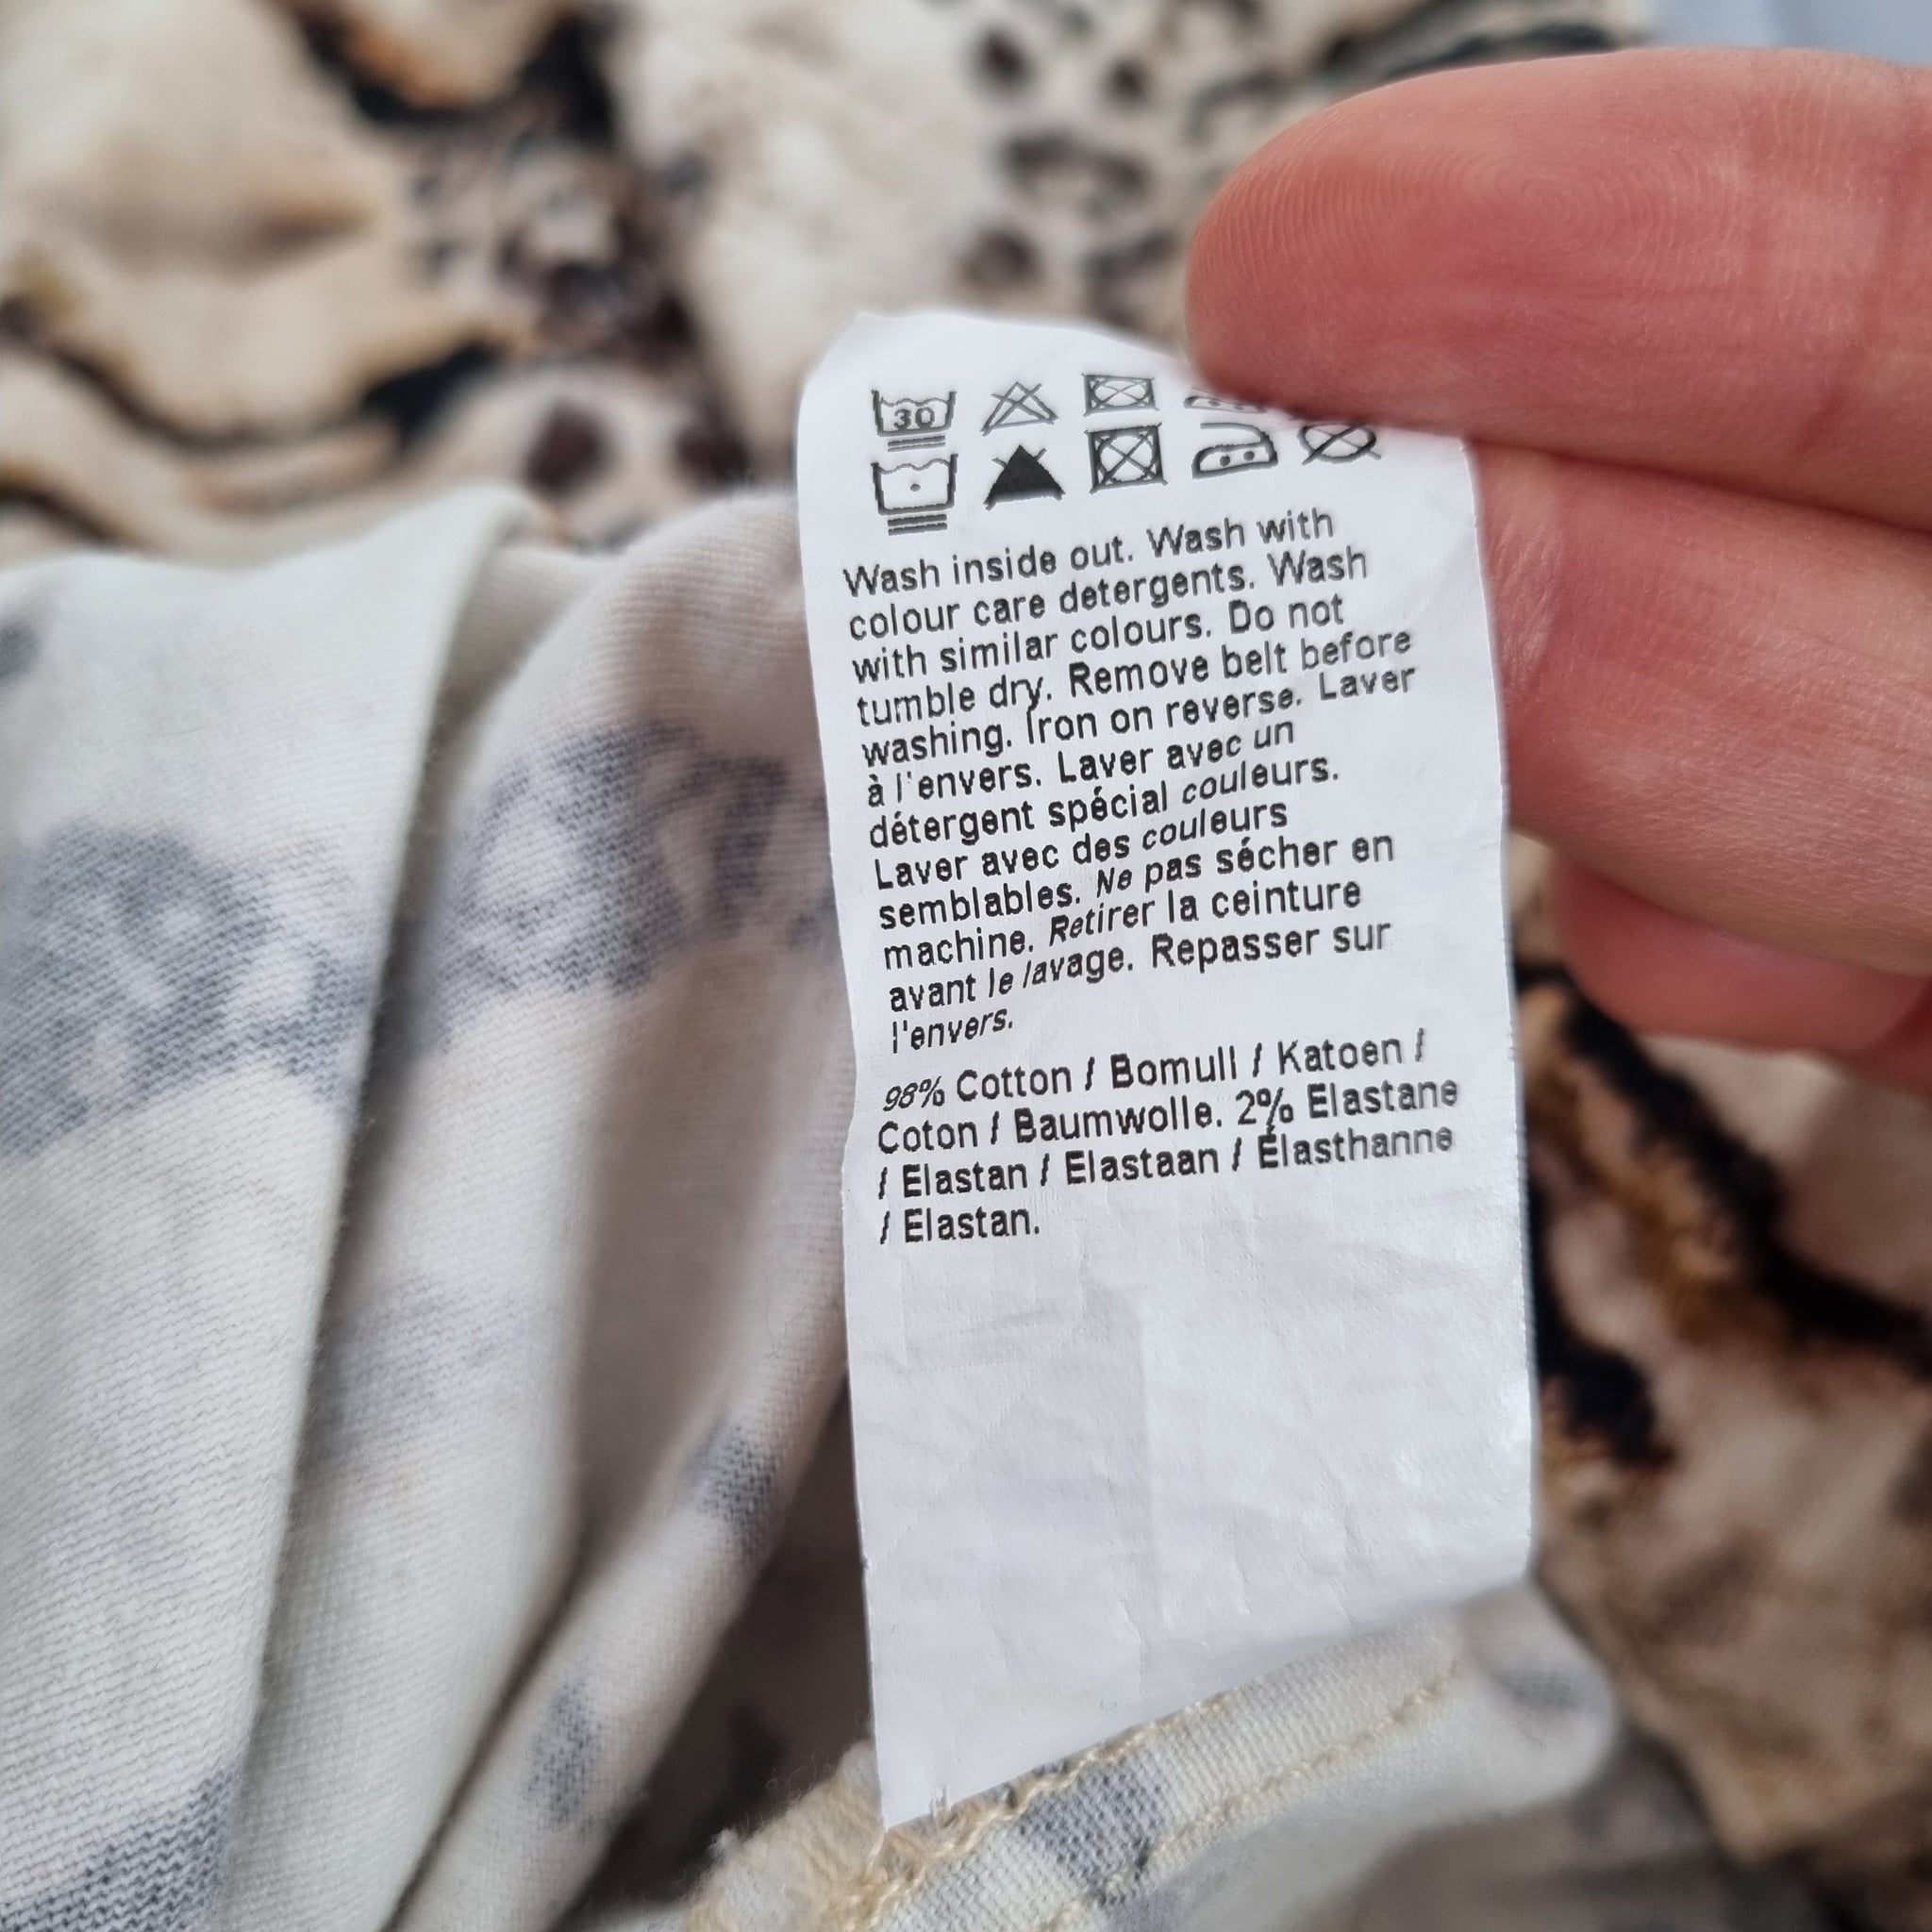 30
Wash inside out. Wash with
colour care detergents. Wash
with similar colours. Do not
tumble dry. Remove belt before
washing. Iron on reverse. Laver
à l'envers. Laver avec un
détergent spécial couleurs.
Laver avec des couleurs
semblables. Ne pas sécher en
machine. Retirer la ceinture
avant le lavage. Repasser sur
l'envers.
98% Cotton / Bomull / Katoen /
Coton / Baumwolle. 2% Elastane
/ Elastan / Elastaan / Élasthanne
/ Elastan.